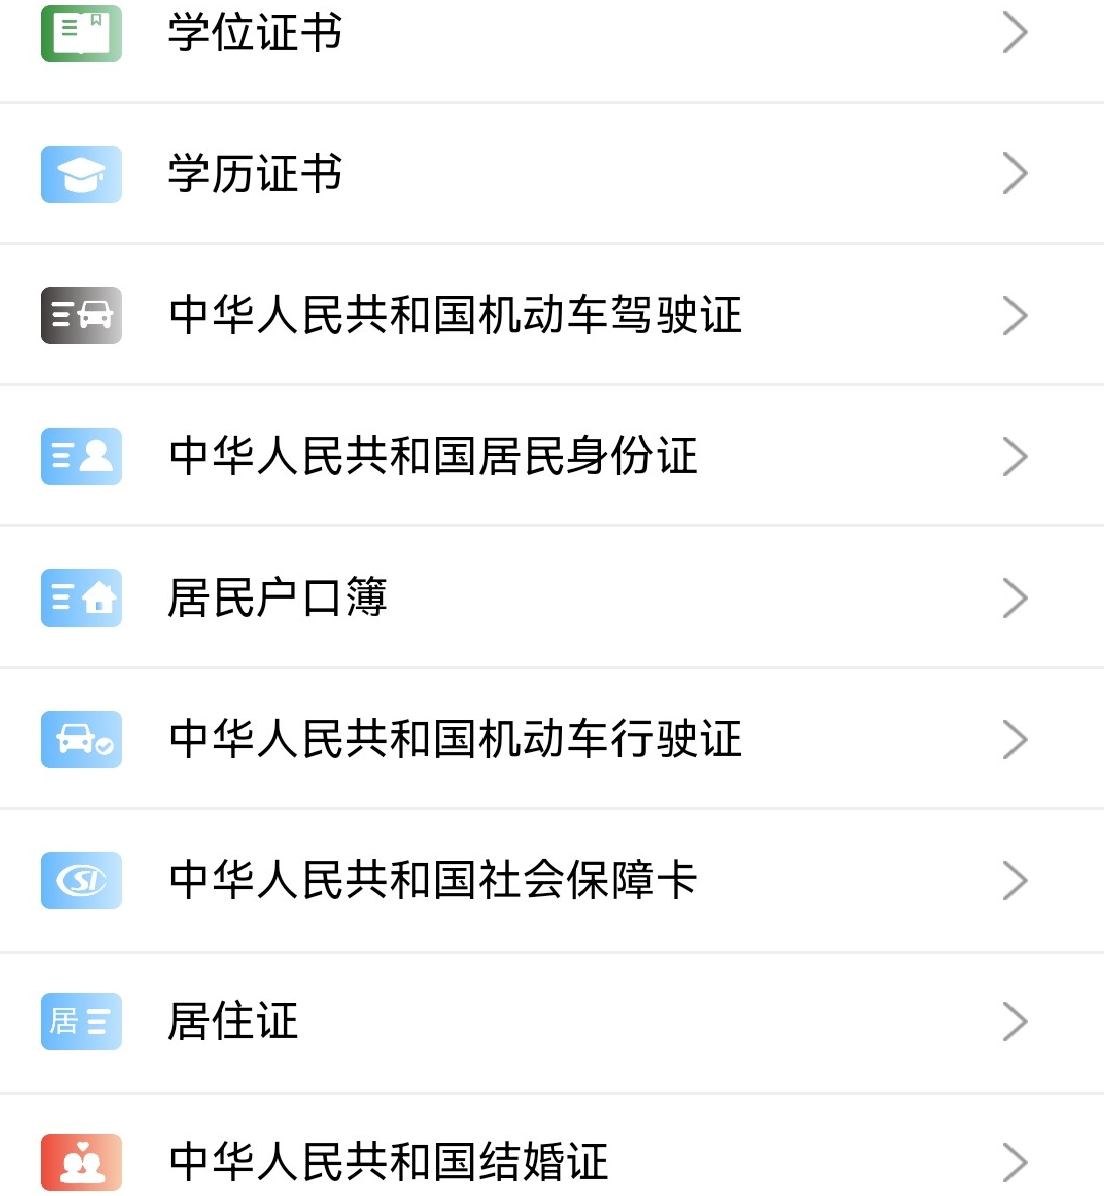 学位证书
学历证书
中华人民共和国机动车驾驶证
中华人民共和国居民身份证
居民户口簿
中华人民共和国机动车行驶证
SI 中华人民共和国社会保障卡
居 居住证
中华人民共和国结婚证